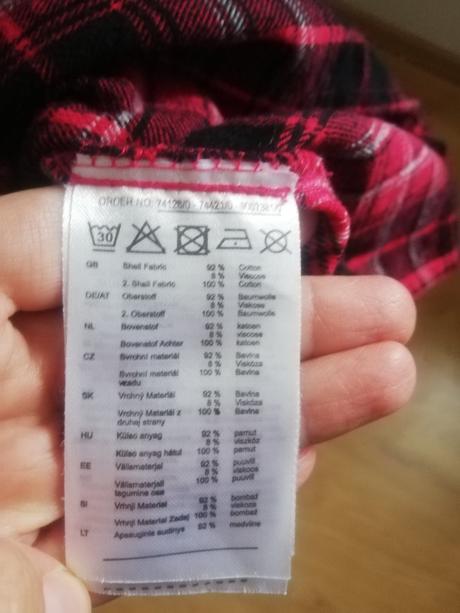 ORDER NO. 74128/0 - 74421/0
30
GB Shell Fabric 92 % Cotton
8 % Viscose
2. Shell Fabric 100 % Cotton
DE/AT Oberstoff 92 % Baumwolle
8 % Viskose
2. Oberstoff 100 % Baumwolle
NL Bovenstof 92 % katoen
8 % viscose
Bovenstof Achter 100 % katoen
CZ Svrchní materiál 92 % Bavlna
8 % Viskóza
Svrchní materiál 100 % Bavlna
vzadu
SK Vrchný Materiál 92 % Bavlna
8 % Viskóza
Vrchný Materiál z 100 % Bavlna
druhej strany
HU Külső anyag 92 % pamut
8 % viszkóz
Külső anyag hátul 100 % pamut
EE Välismaterjal 92 % puuvill
8 % viskoos
Välismaterjal 100 % puuvill
tagumine osa
SI Vrhnji Material 92 % bombaž
8 % viskoza
Vrhnji Material Zadaj 100 % bombaž
LT Apsauginis audinys 92 % medvilnė